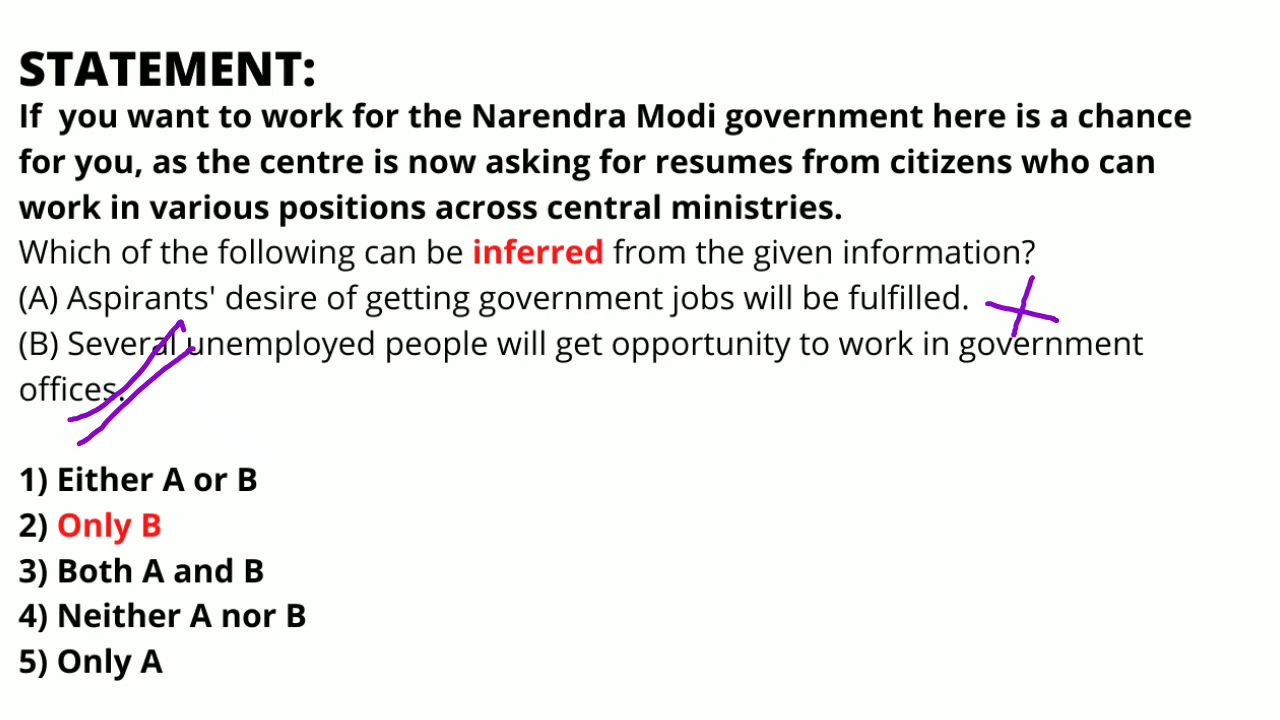 STATEMENT:
If  you want to work for the Narendra Modi government here is a chance
for you, as the centre is now asking for resumes from citizens who can
work in various positions across central ministries.
Which of the following can be inferred from the given information?
(A) Aspirants' desire of getting government jobs will be fulfilled.
(B) Several unemployed people will get opportunity to work in government
offices.
1) Either A or B
2) Only B
3) Both A and B
4) Neither A nor B
5) Only A